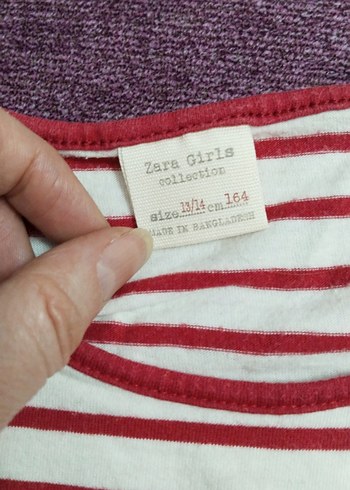 Zara Girls
collection
size 13/14 cm 164
MADE IN BANGLADESH